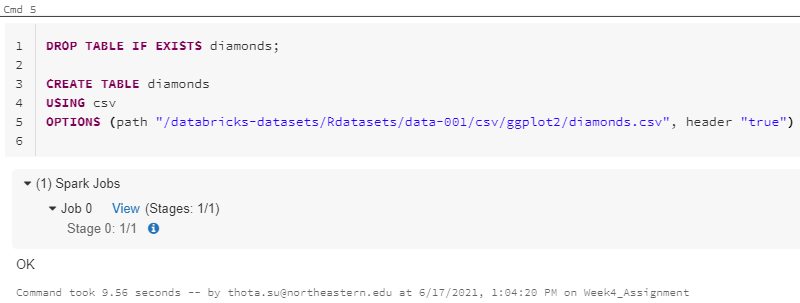 Cmd 5
1 DROP TABLE IF EXISTS diamonds;
2
3 CREATE TABLE diamonds
4 USING csv
5 OPTIONS (path "/databricks-datasets/Rdatasets/data-001/csv/ggplot2/diamonds.csv", header "true")
6
(1) Spark Jobs
Job 0 View (Stages: 1/1)
Stage 0: 1/1 i
OK
Command took 9.56 seconds -- by thota.su@northeastern.edu at 6/17/2021, 1:04:20 PM on Week4_Assignment